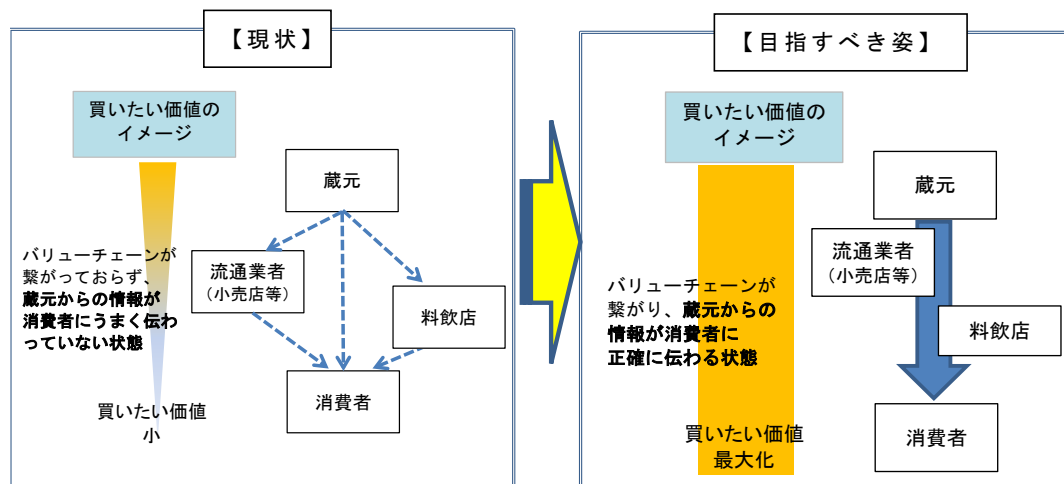 【現状】
買いたい価値の
イメージ
蔵元
バリューチェーンが
繋がっておらず、
蔵元からの情報が
消費者にうまく伝わ
っていない状態
流通業者
（小売店等）
料飲店
消費者
買いたい価値
小
【目指すべき姿】
買いたい価値の
イメージ
蔵元
流通業者
（小売店等）
バリューチェーンが
繋がり、蔵元からの
情報が消費者に
正確に伝わる状態
料飲店
消費者
買いたい価値
最大化